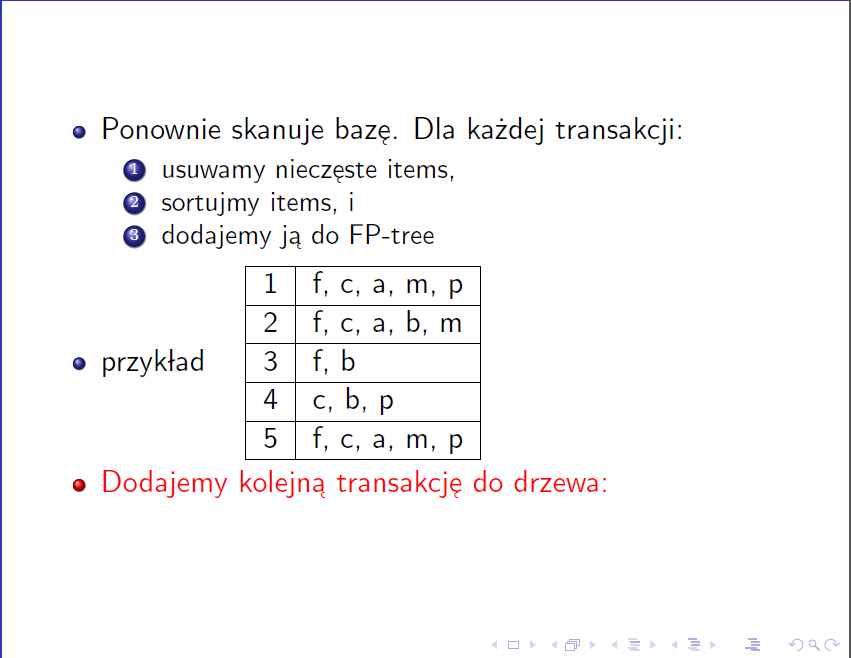 Ponownie skanuje bazę. Dla każdej transakcji:
1 usuwamy nieczęste items,
2 sortujmy items, i
3 dodajemy ją do FP-tree
przykład
1 f, c, a, m, p
2 f, c, a, b, m
3 f, b
4 c, b, p
5 f, c, a, m, p
Dodajemy kolejną transakcję do drzewa: